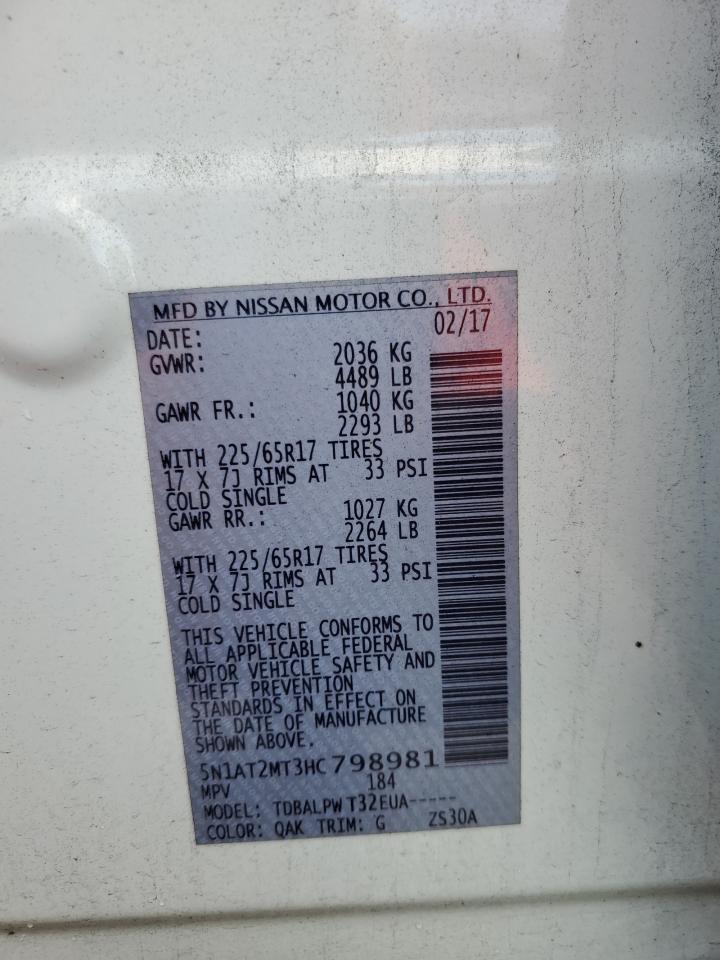 MFD BY NISSAN MOTOR CO., LTD.
DATE: 02/17
GVWR: 2036 KG
4489 LB
GAWR FR.: 1040 KG
2293 LB
WITH 225/65R17 TIRES
17 X 7J RIMS AT 33 PSI
COLD SINGLE
GAWR RR.: 1027 KG
2264 LB
WITH 225/65R17 TIRES
17 X 7J RIMS AT 33 PSI
COLD SINGLE
THIS VEHICLE CONFORMS TO
ALL APPLICABLE FEDERAL
MOTOR VEHICLE SAFETY AND
THEFT PREVENTION
STANDARDS IN EFFECT ON
THE DATE OF MANUFACTURE
SHOWN ABOVE.
5N1AT2MT3HC798981
MPV 184
MODEL: TDBALPW T32EUA-----
COLOR: QAK TRIM: G ZS30A